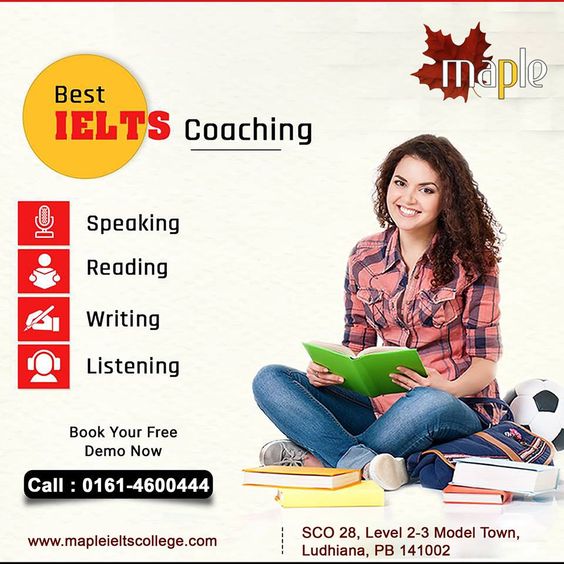 maple
Best
IELTS Coaching
Speaking
Reading
Writing
Listening
Book Your Free
Demo Now
Call : 0161-4600444
www.mapleieltscollege.com
SCO 28, Level 2-3 Model Town,
Ludhiana, PB 141002